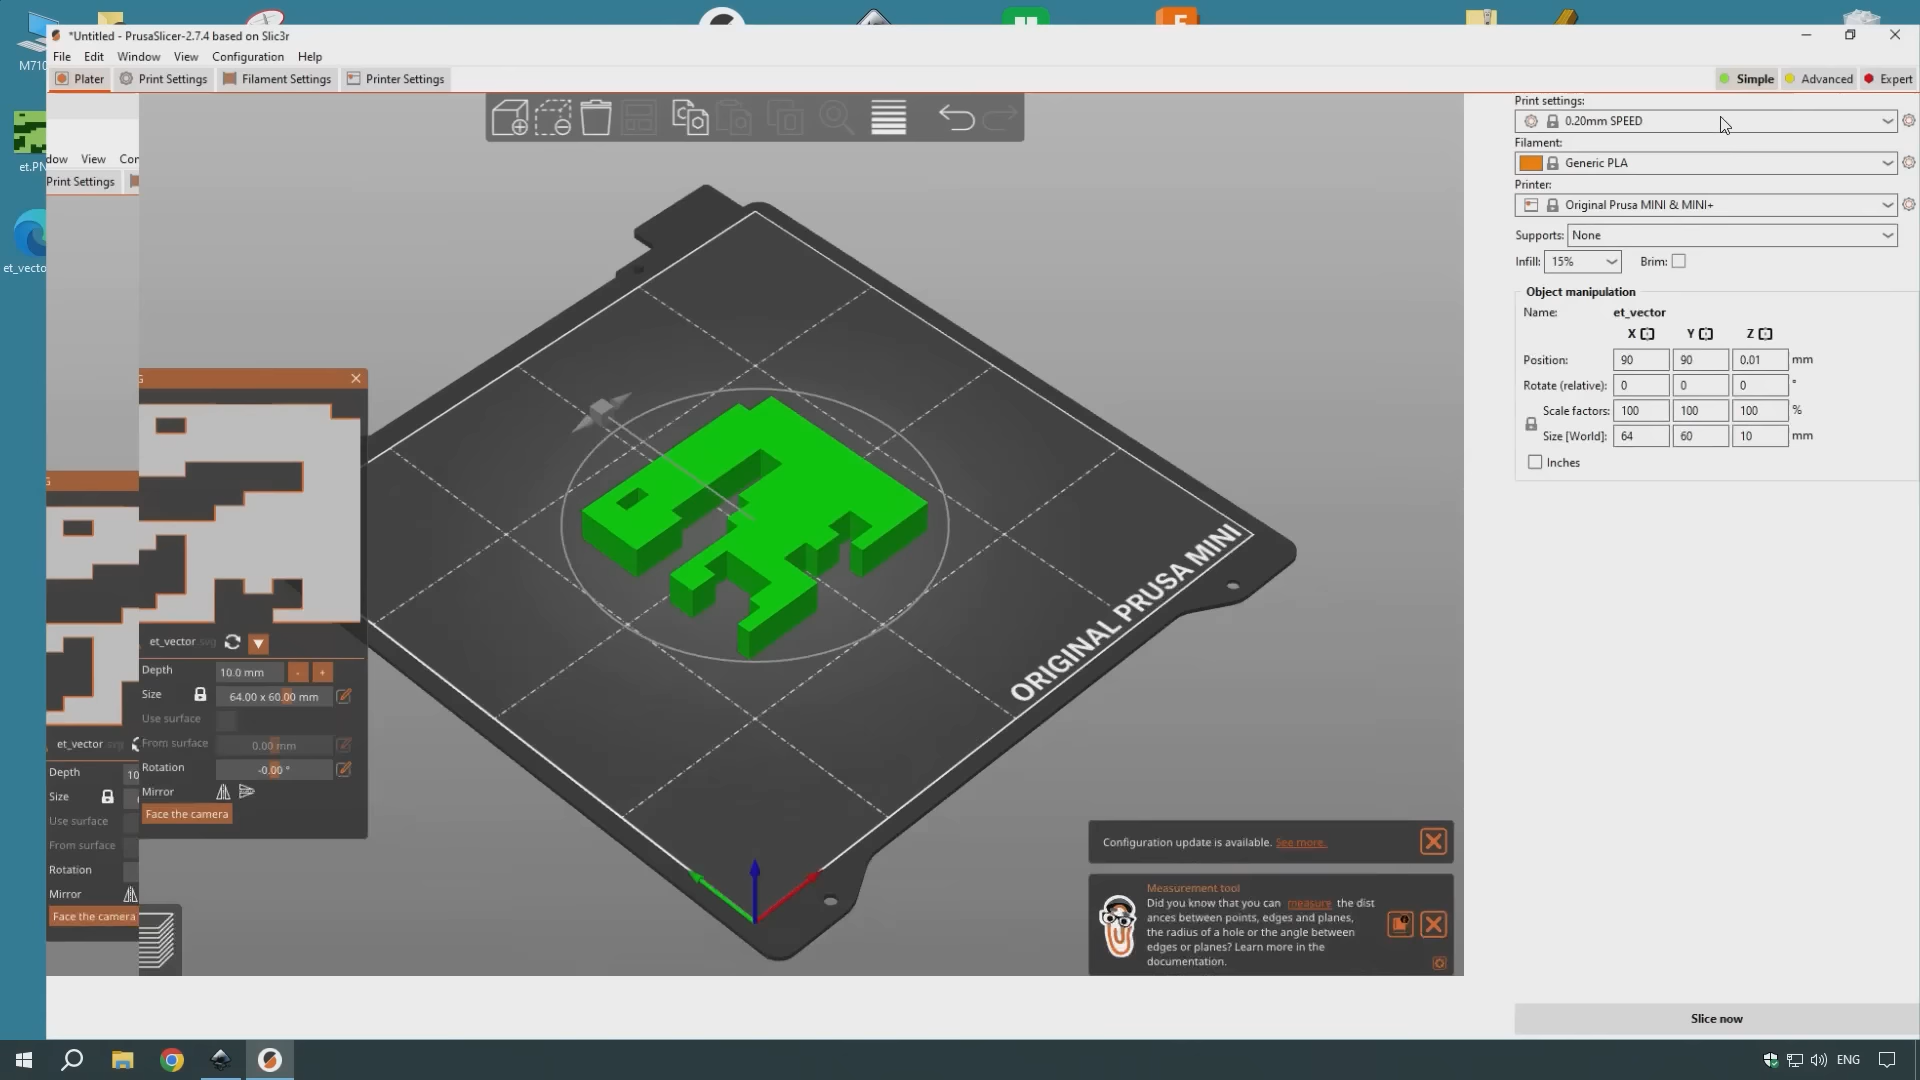 *Untitled - PrusaSlicer-2.7.4 based on Slic3r
M710
File Edit Window View Configuration Help
Plater Print Settings Filament Settings Printer Settings
Simple Advanced Expert
Print settings:
0.20mm SPEED
Filament:
Generic PLA
Printer:
Original Prusa MINI & MINI+
Supports: None
Infill: 15% Brim:
Object manipulation
Name: et_vector
X Y Z
Position: 90 90 0.01 mm
Rotate (relative): 0 0 0 °
Scale factors: 100 100 100 %
Size [World]: 64 60 10 mm
Inches
et.PN
dow View Con
Print Settings
et_vecto
G
G
ORIGINAL PRUSA MINI
et_vector.svg
Depth 10.0 mm - +
Size 64.00 x 60.00 mm
Use surface
From surface 0.00 mm
Rotation -0.00 °
Mirror
Face the camera
et_vector.svg
Depth 10
Size
Use surface
From surface
Rotation
Mirror
Face the camera
Configuration update is available. See more.
Measurement tool
Did you know that you can measure the dist
ances between points, edges and planes,
the radius of a hole or the angle between
edges or planes? Learn more in the
documentation.
Slice now
ENG